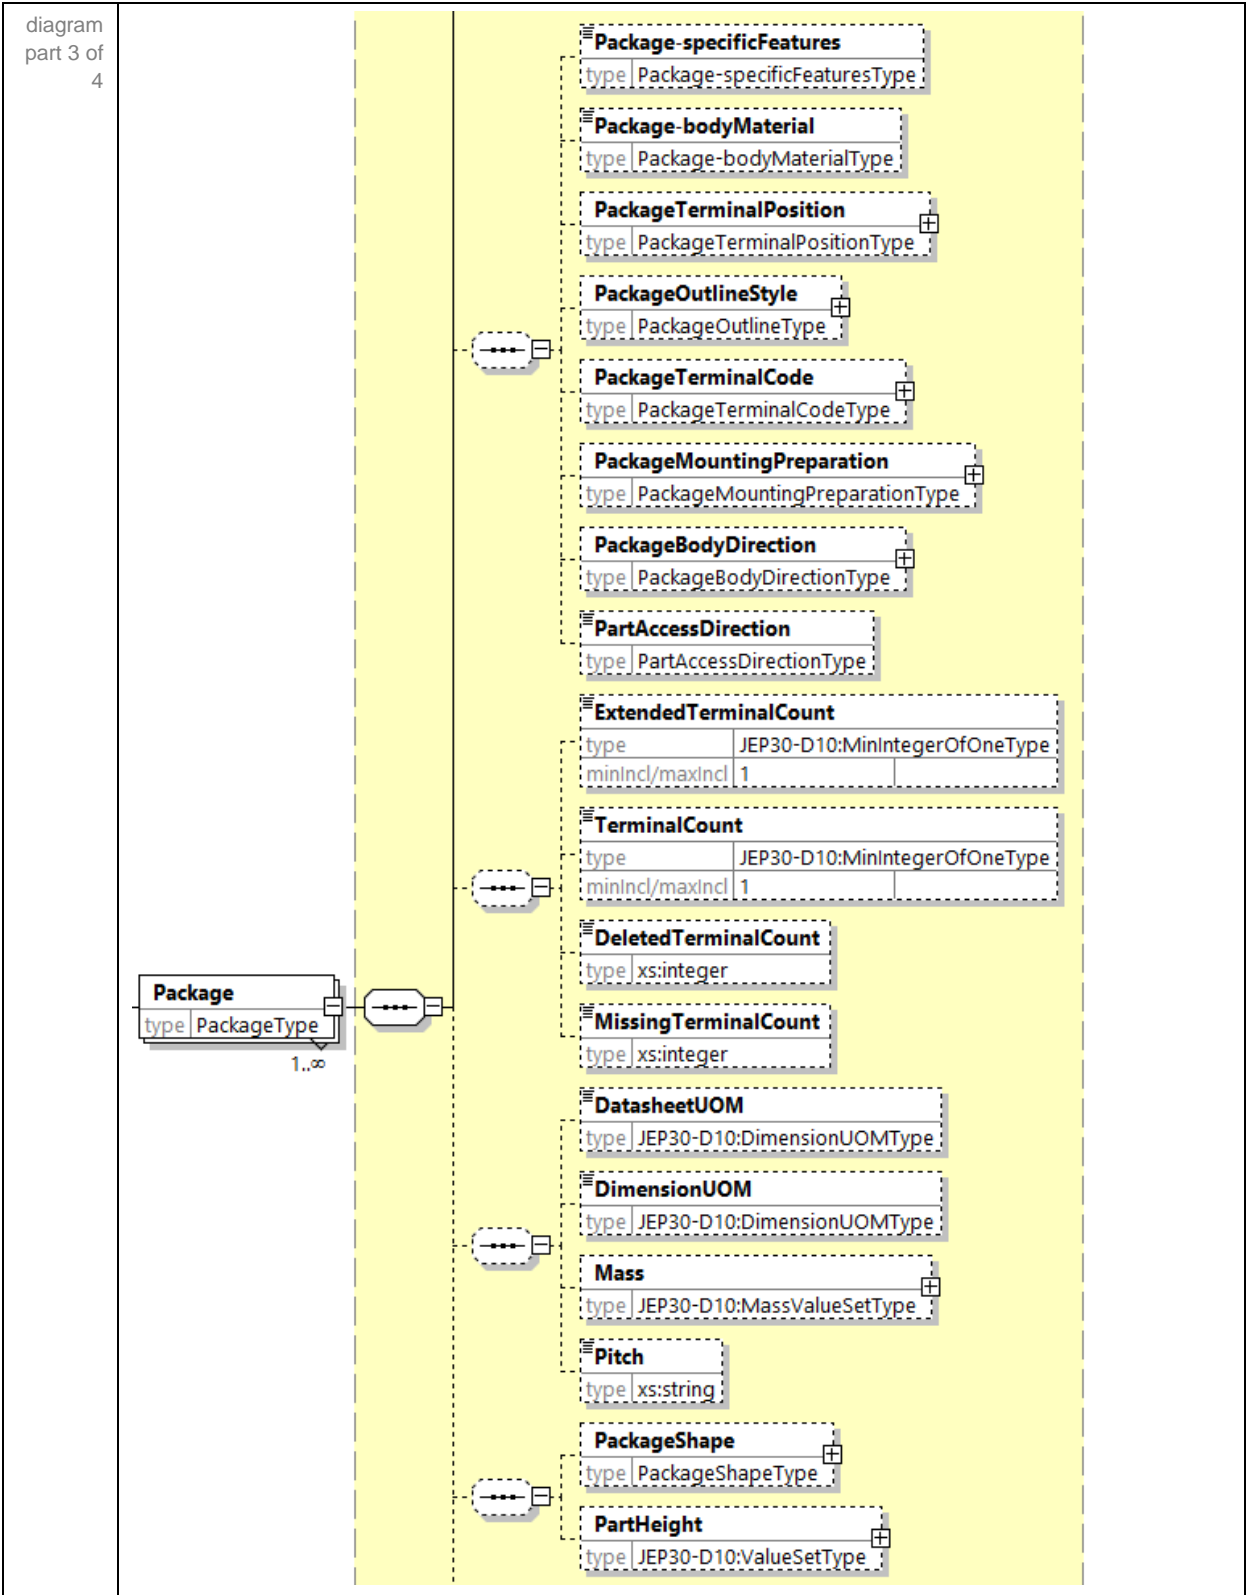 diagram
part 3 of
4
Package-specificFeatures
type Package-specificFeaturesType
Package-bodyMaterial
type Package-bodyMaterialType
PackageTerminalPosition
type PackageTerminalPositionType
PackageOutlineStyle
type PackageOutlineType
PackageTerminalCode
type PackageTerminalCodeType
PackageMountingPreparation
type PackageMountingPreparationType
PackageBodyDirection
type PackageBodyDirectionType
PartAccessDirection
type PartAccessDirectionType
ExtendedTerminalCount
type JEP30-D10:MinIntegerOfOneType
minIncl/maxIncl 1
TerminalCount
type JEP30-D10:MinIntegerOfOneType
minIncl/maxIncl 1
DeletedTerminalCount
type xs:integer
Package
type PackageType
1..∞
MissingTerminalCount
type xs:integer
DatasheetUOM
type JEP30-D10:DimensionUOMType
DimensionUOM
type JEP30-D10:DimensionUOMType
Mass
type JEP30-D10:MassValueSetType
Pitch
type xs:string
PackageShape
type PackageShapeType
PartHeight
type JEP30-D10:ValueSetType